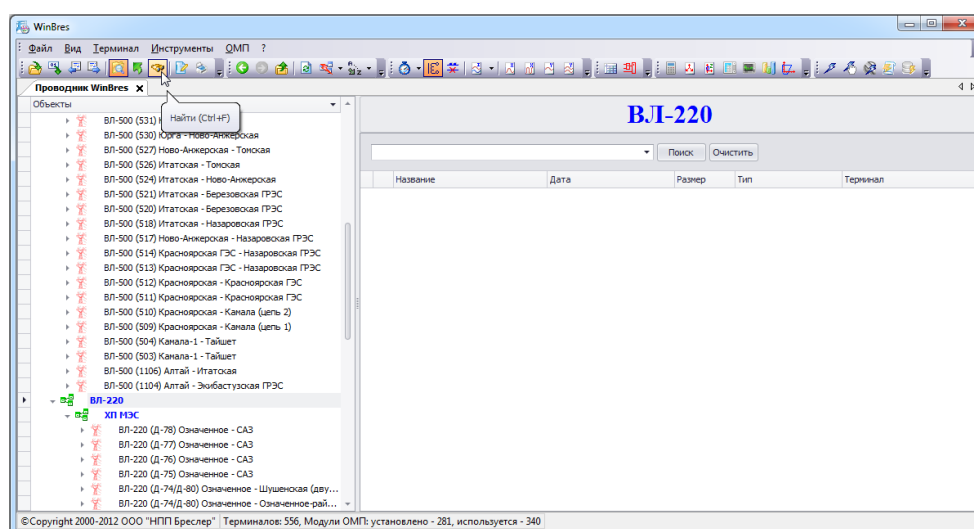 WinBres
Файл Вид Терминал Инструменты ОМП ?
Проводник WinBres
Объекты
Найти (Ctrl+F)
ВЛ-500 (531)
ВЛ-500 (530) Юрга - Ново-Анжерская
ВЛ-500 (527) Ново-Анжерская - Томская
ВЛ-500 (526) Итатская - Томская
ВЛ-500 (524) Итатская - Ново-Анжерская
ВЛ-500 (521) Итатская - Березовская ГРЭС
ВЛ-500 (520) Итатская - Березовская ГРЭС
ВЛ-500 (518) Итатская - Назаровская ГРЭС
ВЛ-500 (517) Ново-Анжерская - Назаровская ГРЭС
ВЛ-500 (514) Красноярская ГЭС - Назаровская ГРЭС
ВЛ-500 (513) Красноярская ГЭС - Назаровская ГРЭС
ВЛ-500 (512) Красноярская - Красноярская ГЭС
ВЛ-500 (511) Красноярская - Красноярская ГЭС
ВЛ-500 (510) Красноярская - Канала (цепь 2)
ВЛ-500 (509) Красноярская - Канала (цепь 1)
ВЛ-500 (504) Канала-1 - Тайшет
ВЛ-500 (503) Канала-1 - Тайшет
ВЛ-500 (1106) Алтай - Итатская
ВЛ-500 (1104) Алтай - Экибастузская ГРЭС
ВЛ-220
ХП МЭС
ВЛ-220 (Д-78) Означенное - САЗ
ВЛ-220 (Д-77) Означенное - САЗ
ВЛ-220 (Д-76) Означенное - САЗ
ВЛ-220 (Д-75) Означенное - САЗ
ВЛ-220 (Д-74/Д-80) Означенное - Шушенская (дву...
ВЛ-220 (Д-74/Д-80) Означенное - Означенное-рай...
ВЛ-220
Поиск Очистить
Название Дата Размер Тип Терминал
©Copyright 2000-2012 ООО "НПП Бреслер" Терминалов: 556, Модули ОМП: установлено - 281, используется - 340